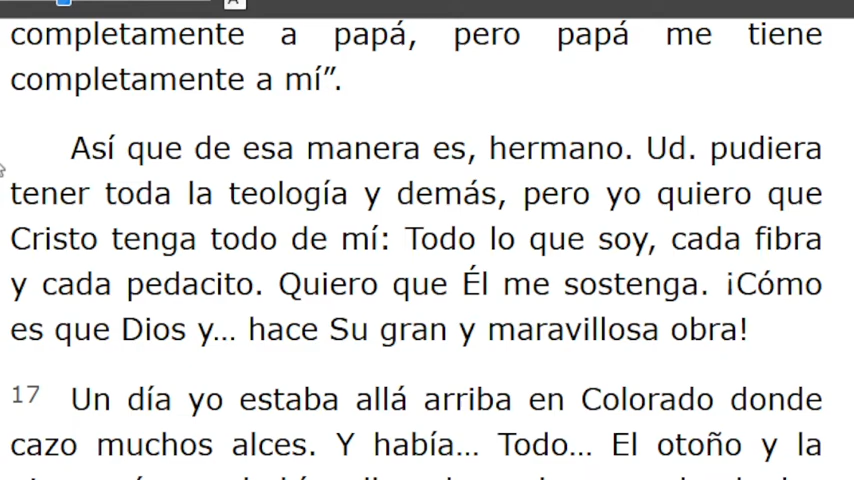 completamente a papá, pero papá me tiene
completamente a mí”.
Así que de esa manera es, hermano. Ud. pudiera
tener toda la teología y demás, pero yo quiero que
Cristo tenga todo de mí: Todo lo que soy, cada fibra
y cada pedacito. Quiero que Él me sostenga. ¡Cómo
es que Dios y… hace Su gran y maravillosa obra!
17 Un día yo estaba allá arriba en Colorado donde
cazo muchos alces. Y había… Todo… El otoño y la